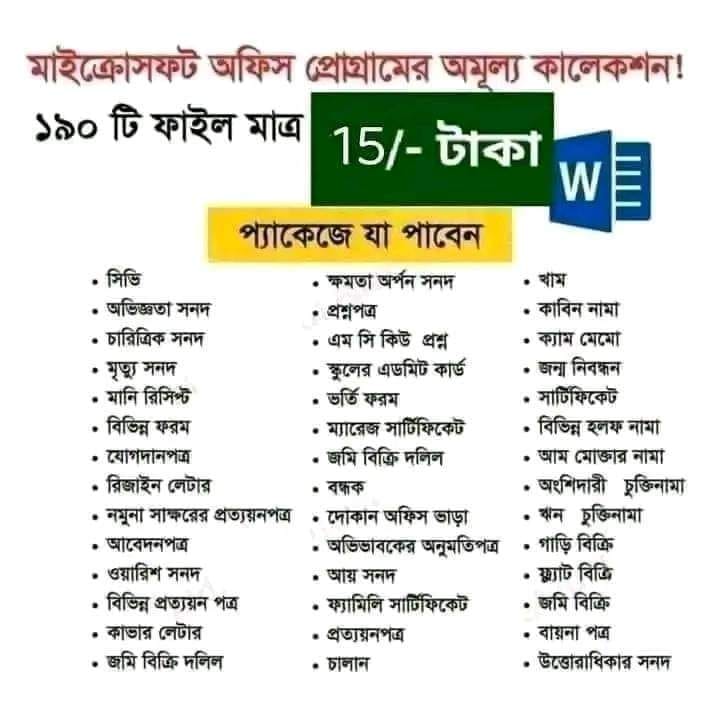 মাইক্রোসফট অফিস প্রোগ্রামের অমূল্য কালেকশন!
১৯০ টি ফাইল মাত্র
15/- টাকা
W
প্যাকেজে যা পাবেন
• সিভি
• অভিজ্ঞতা সনদ
• চারিত্রিক সনদ
• মৃত্যু সনদ
• মানি রিসিপ্ট
• বিভিন্ন ফরম
• যোগদানপত্র
• রিজাইন লেটার
• নমুনা সাক্ষরের প্রত্যয়নপত্র
• আবেদনপত্র
• ওয়ারিশ সনদ
• বিভিন্ন প্রত্যয়ন পত্র
• কাভার লেটার
• জমি বিক্রি দলিল
• ক্ষমতা অর্পন সনদ
• প্রশ্নপত্র
• এম সি কিউ প্রশ্ন
• স্কুলের এডমিট কার্ড
• ভর্তি ফরম
• ম্যারেজ সার্টিফিকেট
• জমি বিক্রি দলিল
• বন্ধক
• দোকান অফিস ভাড়া
• অভিভাবকের অনুমতিপত্র
• আয় সনদ
• ফ্যামিলি সার্টিফিকেট
• প্রত্যয়নপত্র
• চালান
• খাম
• কাবিন নামা
• ক্যাম মেমো
• জন্ম নিবন্ধন
• সার্টিফিকেট
• বিভিন্ন হলফ নামা
• আম মোক্তার নামা
• অংশিদারী চুক্তিনামা
• ঋন চুক্তিনামা
• গাড়ি বিক্রি
• ফ্ল্যাট বিক্রি
• জমি বিক্রি
• বায়না পত্র
• উত্তোরাধিকার সনদ